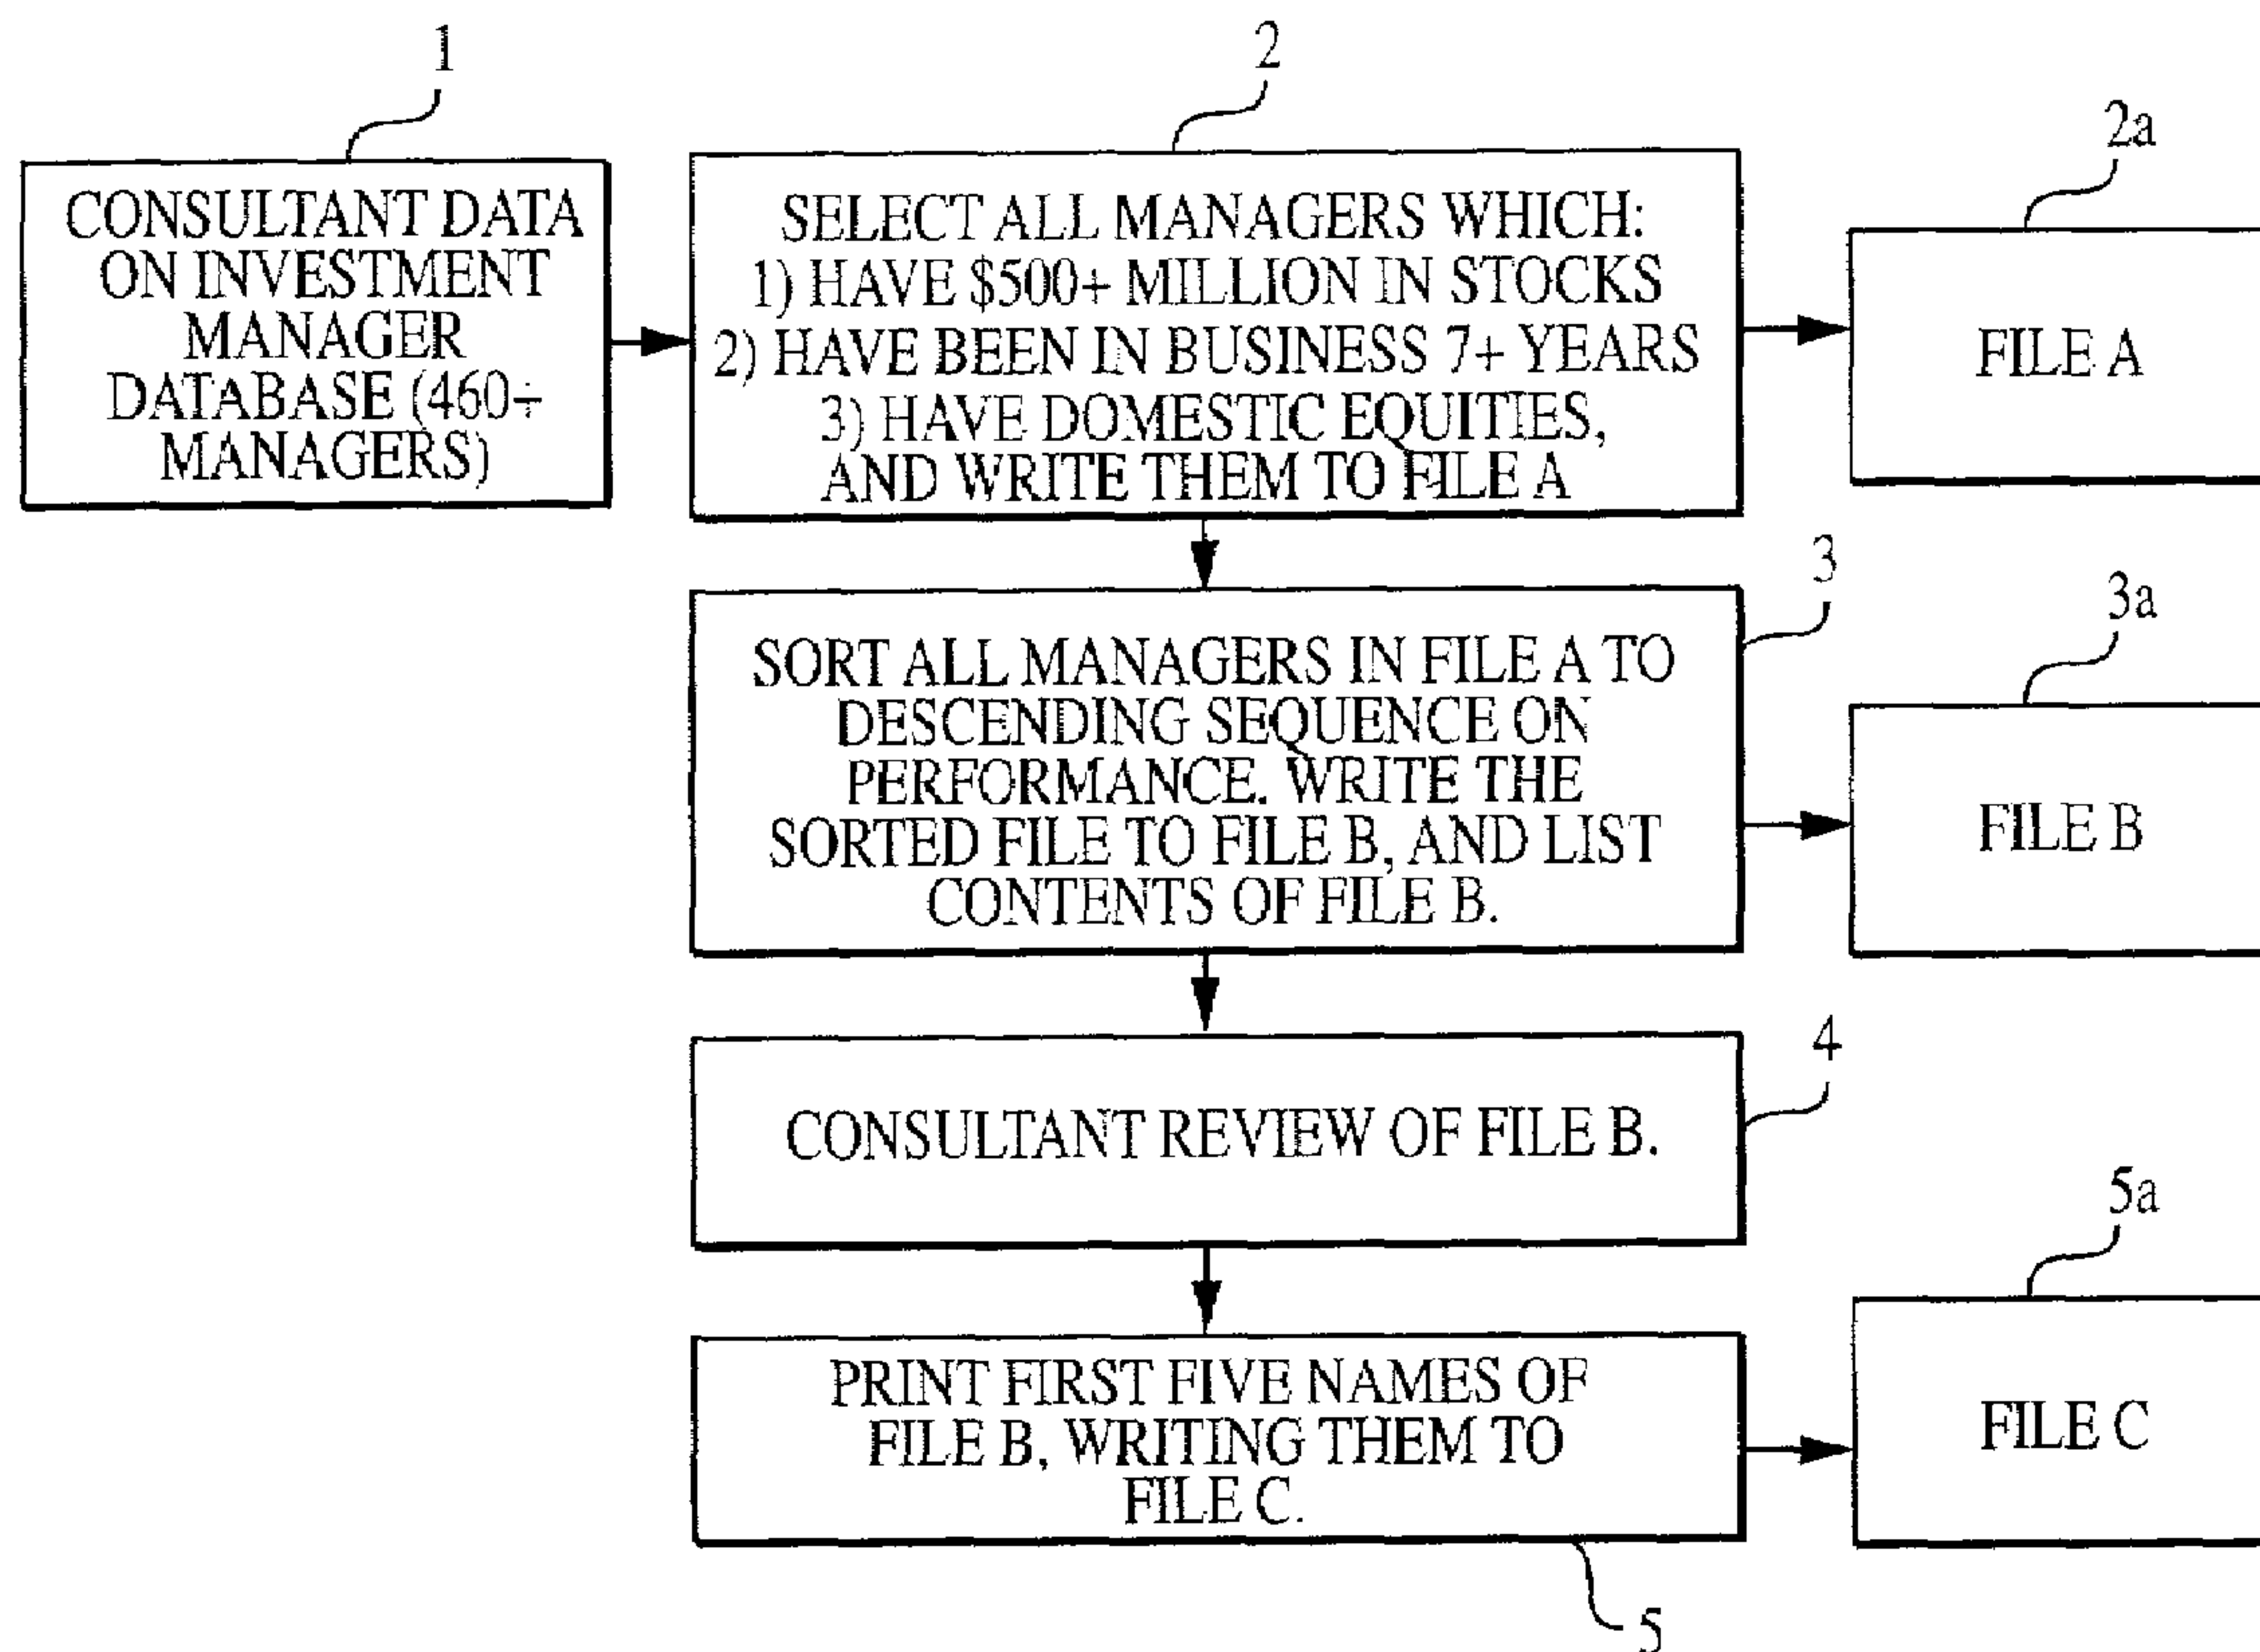 1
CONSULTANT DATA
ON INVESTMENT
MANAGER
DATABASE (460+
MANAGERS)
2
SELECT ALL MANAGERS WHICH:
1) HAVE $500+ MILLION IN STOCKS
2) HAVE BEEN IN BUSINESS 7+ YEARS
3) HAVE DOMESTIC EQUITIES,
AND WRITE THEM TO FILE A
2a
FILE A
3
SORT ALL MANAGERS IN FILE A TO
DESCENDING SEQUENCE ON
PERFORMANCE. WRITE THE
SORTED FILE TO FILE B, AND LIST
CONTENTS OF FILE B.
3a
FILE B
4
CONSULTANT REVIEW OF FILE B.
5a
PRINT FIRST FIVE NAMES OF
FILE B, WRITING THEM TO
FILE C.
FILE C
5